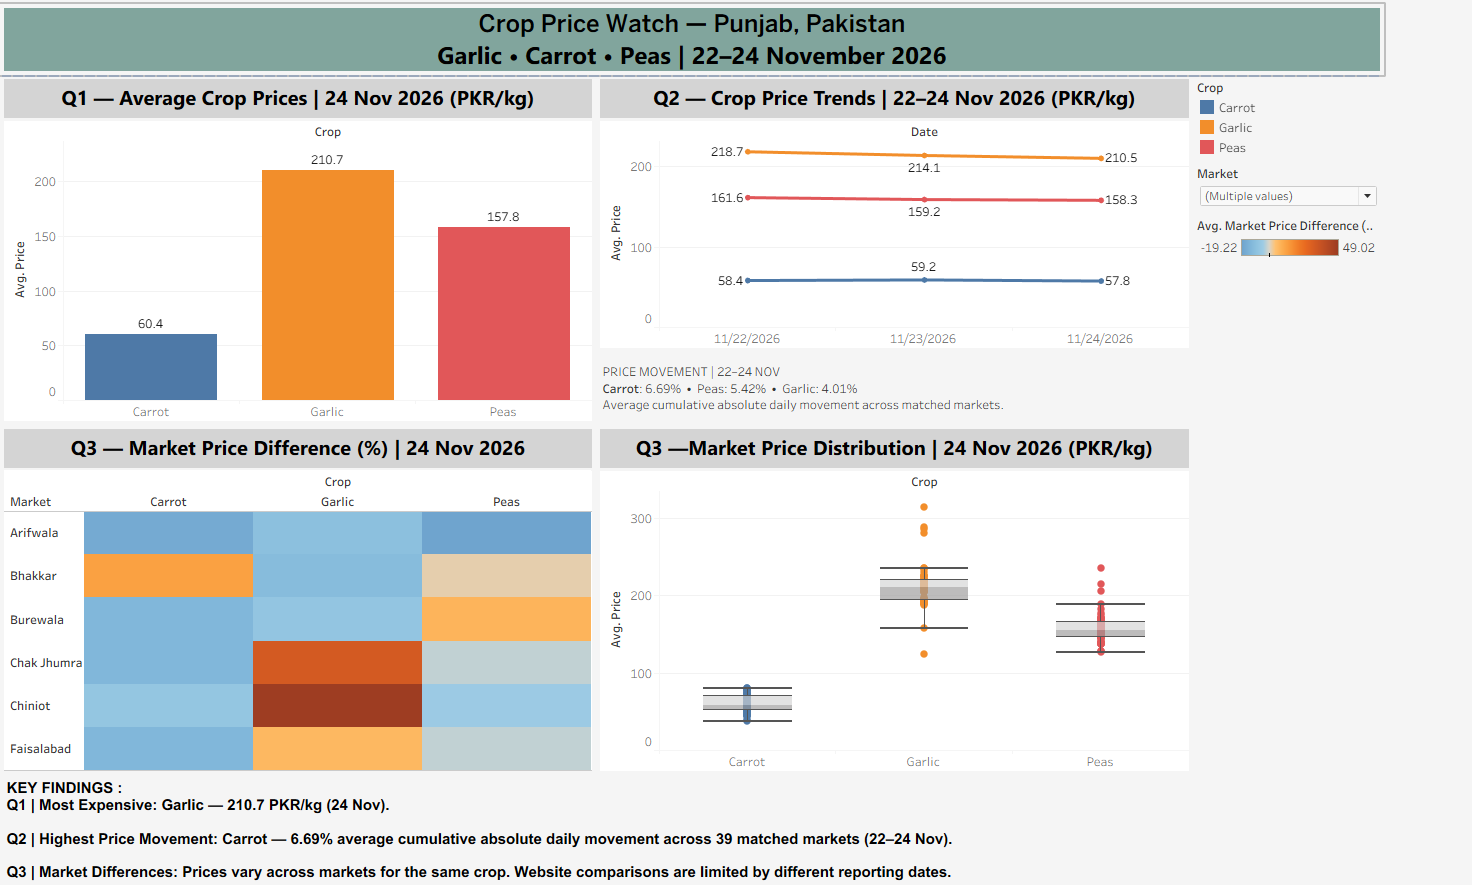 Crop Price Watch — Punjab, Pakistan
Garlic • Carrot • Peas | 22–24 November 2026
Q1 — Average Crop Prices | 24 Nov 2026 (PKR/kg)
Crop
210.7
157.8
60.4
200
150
100
50
0
Avg. Price
Carrot
Garlic
Peas
Q2 — Crop Price Trends | 22–24 Nov 2026 (PKR/kg)
Date
218.7
214.1
210.5
161.6
159.2
158.3
58.4
59.2
57.8
200
100
0
Avg. Price
11/22/2026
11/23/2026
11/24/2026
PRICE MOVEMENT | 22–24 NOV
Carrot: 6.69% • Peas: 5.42% • Garlic: 4.01%
Average cumulative absolute daily movement across matched markets.
Crop
Carrot
Garlic
Peas
Market
(Multiple values)
Avg. Market Price Difference (..
-19.22 49.02
Q3 — Market Price Difference (%) | 24 Nov 2026
Crop
Market Carrot Garlic Peas
Arifwala
Bhakkar
Burewala
Chak Jhumra
Chiniot
Faisalabad
Q3 —Market Price Distribution | 24 Nov 2026 (PKR/kg)
Crop
300
200
100
0
Avg. Price
Carrot
Garlic
Peas
KEY FINDINGS :
Q1 | Most Expensive: Garlic — 210.7 PKR/kg (24 Nov).
Q2 | Highest Price Movement: Carrot — 6.69% average cumulative absolute daily movement across 39 matched markets (22–24 Nov).
Q3 | Market Differences: Prices vary across markets for the same crop. Website comparisons are limited by different reporting dates.